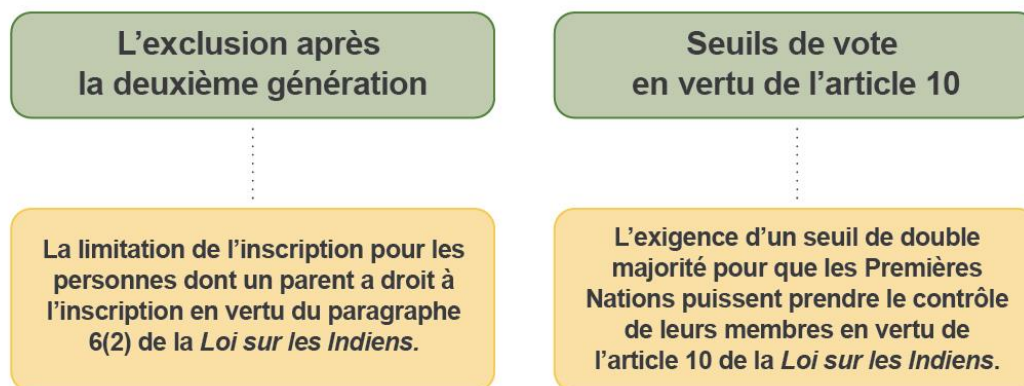 L’exclusion après
la deuxième génération
La limitation de l’inscription pour les
personnes dont un parent a droit à
l’inscription en vertu du paragraphe
6(2) de la Loi sur les Indiens.
Seuils de vote
en vertu de l’article 10
L’exigence d’un seuil de double
majorité pour que les Premières
Nations puissent prendre le contrôle
de leurs membres en vertu de
l’article 10 de la Loi sur les Indiens.